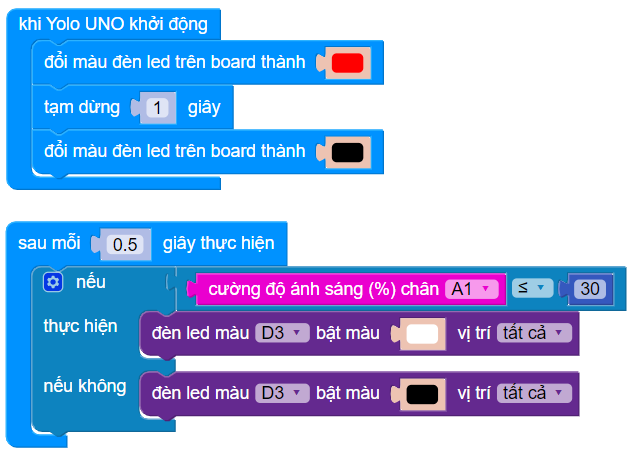 khi Yolo UNO khởi động
đổi màu đèn led trên board thành
tạm dừng 1 giây
đổi màu đèn led trên board thành
sau mỗi 0.5 giây thực hiện
nếu cường độ ánh sáng (%) chân A1 ≤ 30
thực hiện đèn led màu D3 bật màu vị trí tất cả
nếu không đèn led màu D3 bật màu vị trí tất cả